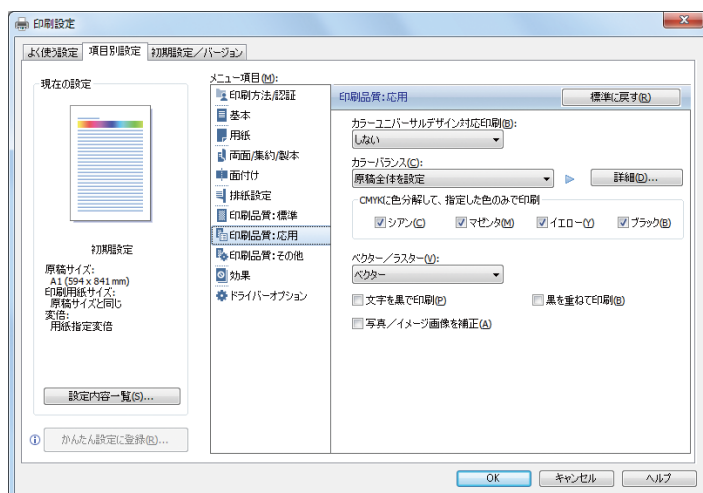 印刷設定
よく使う設定
項目別設定
初期設定／バージョン
現在の設定
初期設定
原稿サイズ:
A1 (594 x 841 mm)
印刷用紙サイズ:
原稿サイズと同じ
変倍:
用紙指定変倍
設定内容一覧(S)...
かんたん設定に登録(R)...
メニュー項目(M):
印刷方法/認証
基本
用紙
両面/集約/製本
面付け
排紙設定
印刷品質:標準
印刷品質:応用
印刷品質:その他
効果
ドライバーオプション
印刷品質:応用
標準に戻す(R)
カラーユニバーサルデザイン対応印刷(B):
しない
カラーバランス(C):
原稿全体を設定
詳細(D)...
CMYKに色分解して、指定した色のみで印刷
シアン(C)
マゼンタ(M)
イエロー(Y)
ブラック(B)
ベクター／ラスター(V):
ベクター
文字を黒で印刷(P)
黒を重ねて印刷(B)
写真／イメージ画像を補正(A)
OK
キャンセル
ヘルプ